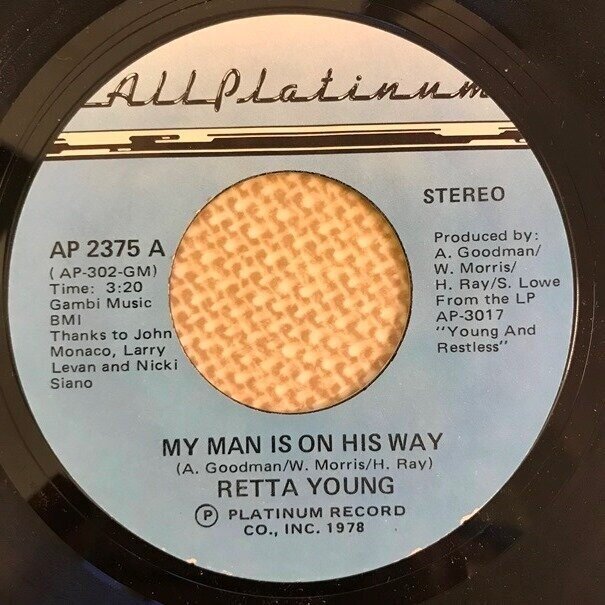 All Platinum
STEREO
AP 2375 A
(AP-302-GM)
Time: 3:20
Gambi Music
BMI
Thanks to John
Monaco, Larry
Levan and Nicki
Siano
Produced by:
A. Goodman/
W. Morris/
H. Ray/S. Lowe
From the LP
AP-3017
"Young And
Restless"
MY MAN IS ON HIS WAY
(A. Goodman/W. Morris/H. Ray)
RETTA YOUNG
Ⓟ PLATINUM RECORD
CO., INC. 1978